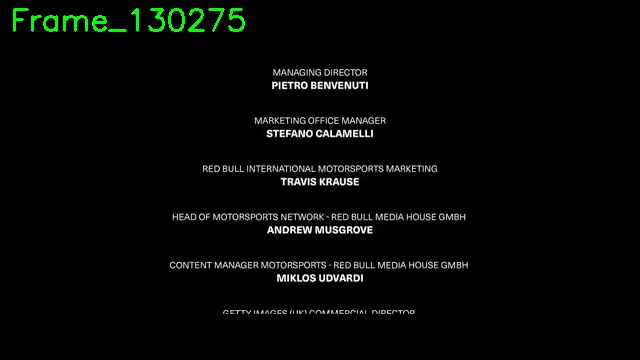 Frame_130275
MANAGING DIRECTOR
PIETRO BENVENUTI
MARKETING OFFICE MANAGER
STEFANO CALAMELLI
RED BULL INTERNATIONAL MOTORSPORTS MARKETING
TRAVIS KRAUSE
HEAD OF MOTORSPORTS NETWORK - RED BULL MEDIA HOUSE GMBH
ANDREW MUSGROVE
CONTENT MANAGER MOTORSPORTS - RED BULL MEDIA HOUSE GMBH
MIKLOS UDVARDI
GETTY IMAGES (UK) COMMERCIAL DIRECTOR